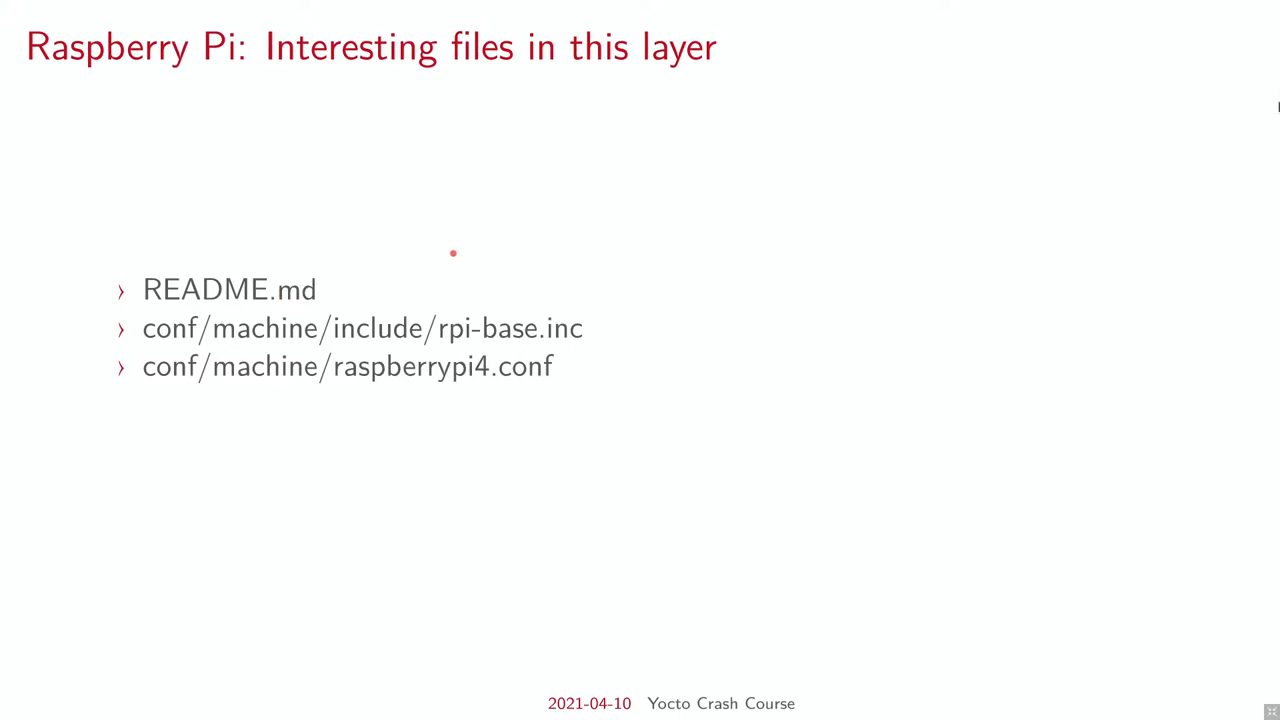 Raspberry Pi: Interesting files in this layer
› README.md
› conf/machine/include/rpi-base.inc
› conf/machine/raspberrypi4.conf
2021-04-10 Yocto Crash Course